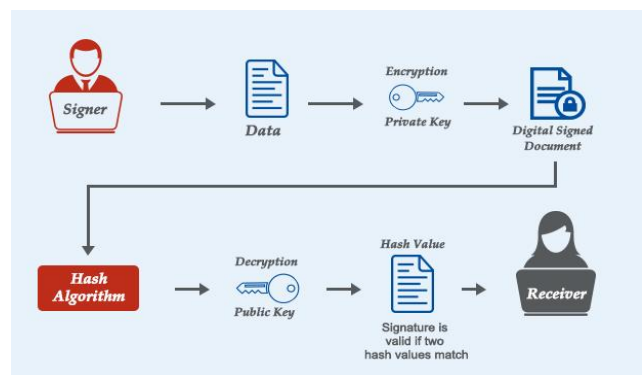 Signer
Data
Encryption
Private Key
Digital Signed
Document
Hash
Algorithm
Decryption
Public Key
Hash Value
Signature is
valid if two
hash values match
Receiver